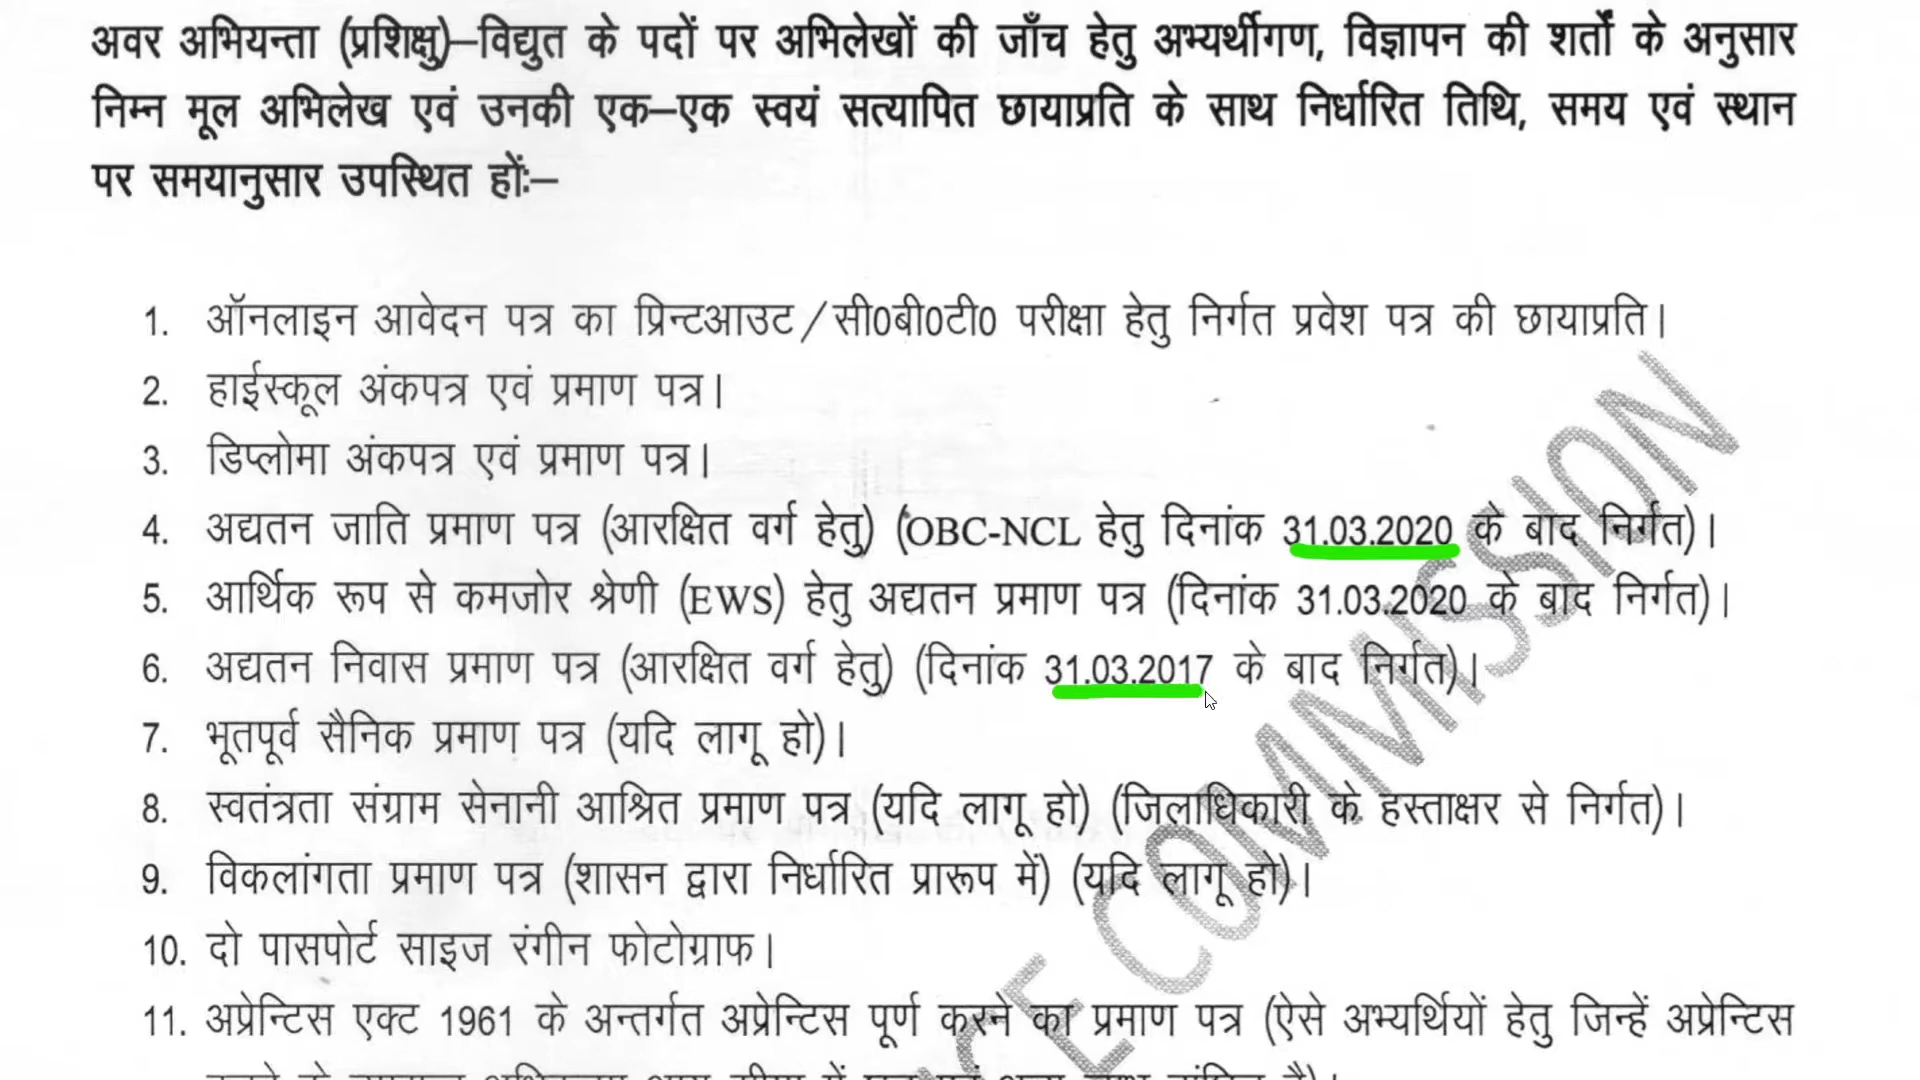 अवर अभियन्ता (प्रशिक्षु)–विद्युत के पदों पर अभिलेखों की जाँच हेतु अभ्यर्थीगण, विज्ञापन की शर्तों के अनुसार
निम्न मूल अभिलेख एवं उनकी एक–एक स्वयं सत्यापित छायाप्रति के साथ निर्धारित तिथि, समय एवं स्थान
पर समयानुसार उपस्थित हों:–
1. ऑनलाइन आवेदन पत्र का प्रिन्टआउट/सी0बी0टी0 परीक्षा हेतु निर्गत प्रवेश पत्र की छायाप्रति।
2. हाईस्कूल अंकपत्र एवं प्रमाण पत्र।
3. डिप्लोमा अंकपत्र एवं प्रमाण पत्र।
4. अद्यतन जाति प्रमाण पत्र (आरक्षित वर्ग हेतु) (OBC-NCL हेतु दिनांक 31.03.2020 के बाद निर्गत)।
5. आर्थिक रूप से कमजोर श्रेणी (EWS) हेतु अद्यतन प्रमाण पत्र (दिनांक 31.03.2020 के बाद निर्गत)।
6. अद्यतन निवास प्रमाण पत्र (आरक्षित वर्ग हेतु) (दिनांक 31.03.2017 के बाद निर्गत)।
7. भूतपूर्व सैनिक प्रमाण पत्र (यदि लागू हो)।
8. स्वतंत्रता संग्राम सेनानी आश्रित प्रमाण पत्र (यदि लागू हो) (जिलाधिकारी के हस्ताक्षर से निर्गत)।
9. विकलांगता प्रमाण पत्र (शासन द्वारा निर्धारित प्रारूप में) (यदि लागू हो)।
10. दो पासपोर्ट साइज रंगीन फोटोग्राफ।
11. अप्रेन्टिस एक्ट 1961 के अन्तर्गत अप्रेन्टिस पूर्ण करने का प्रमाण पत्र (ऐसे अभ्यर्थियों हेतु जिन्हें अप्रेन्टिस
COMMISSION